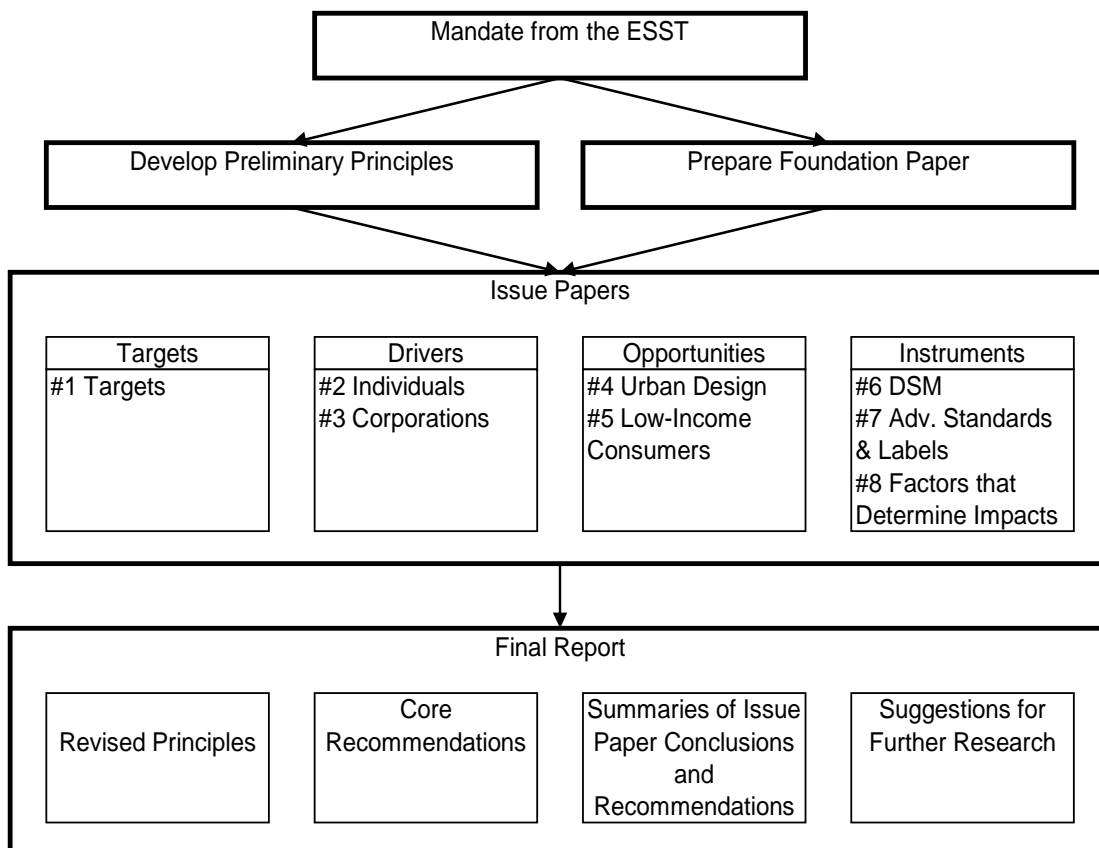 Mandate from the ESST
Develop Preliminary Principles
Prepare Foundation Paper
Issue Papers
Targets
#1 Targets
Drivers
#2 Individuals
#3 Corporations
Opportunities
#4 Urban Design
#5 Low-Income
Consumers
Instruments
#6 DSM
#7 Adv. Standards
& Labels
#8 Factors that
Determine Impacts
Final Report
Revised Principles
Core
Recommendations
Summaries of Issue
Paper Conclusions
and
Recommendations
Suggestions for
Further Research